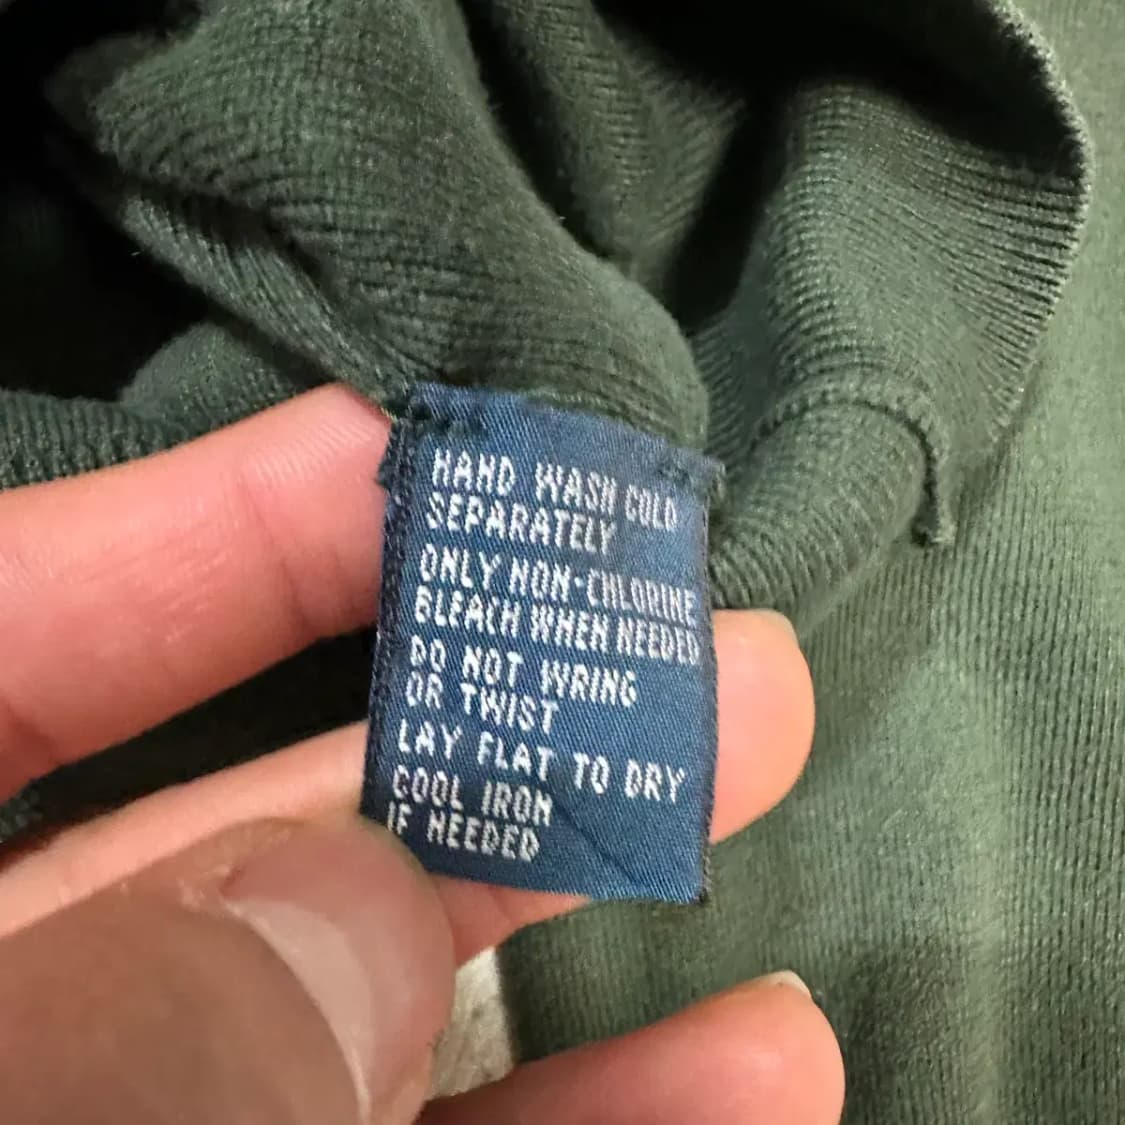 HAND WASH COLD
SEPARATELY
ONLY NON-CHLORINE
BLEACH WHEN NEEDED
DO NOT WRING
OR TWIST
LAY FLAT TO DRY
COOL IRON
IF NEEDED